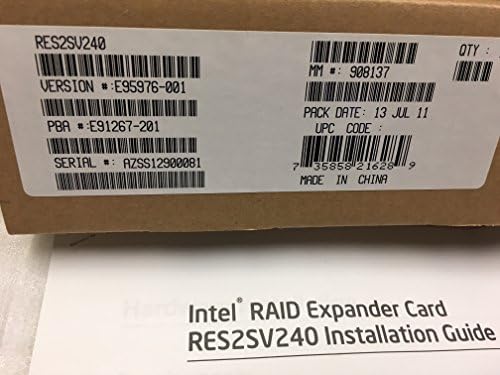 RES2SV240
VERSION #:E95976-001
PBA #:E91267-201
SERIAL #: AZSS12900081
QTY :
MM #: 908137
PACK DATE: 13 JUL 11
UPC CODE :
7 35858 21628 9
MADE IN CHINA
Intel® RAID Expander Card
RES2SV240 Installation Guide